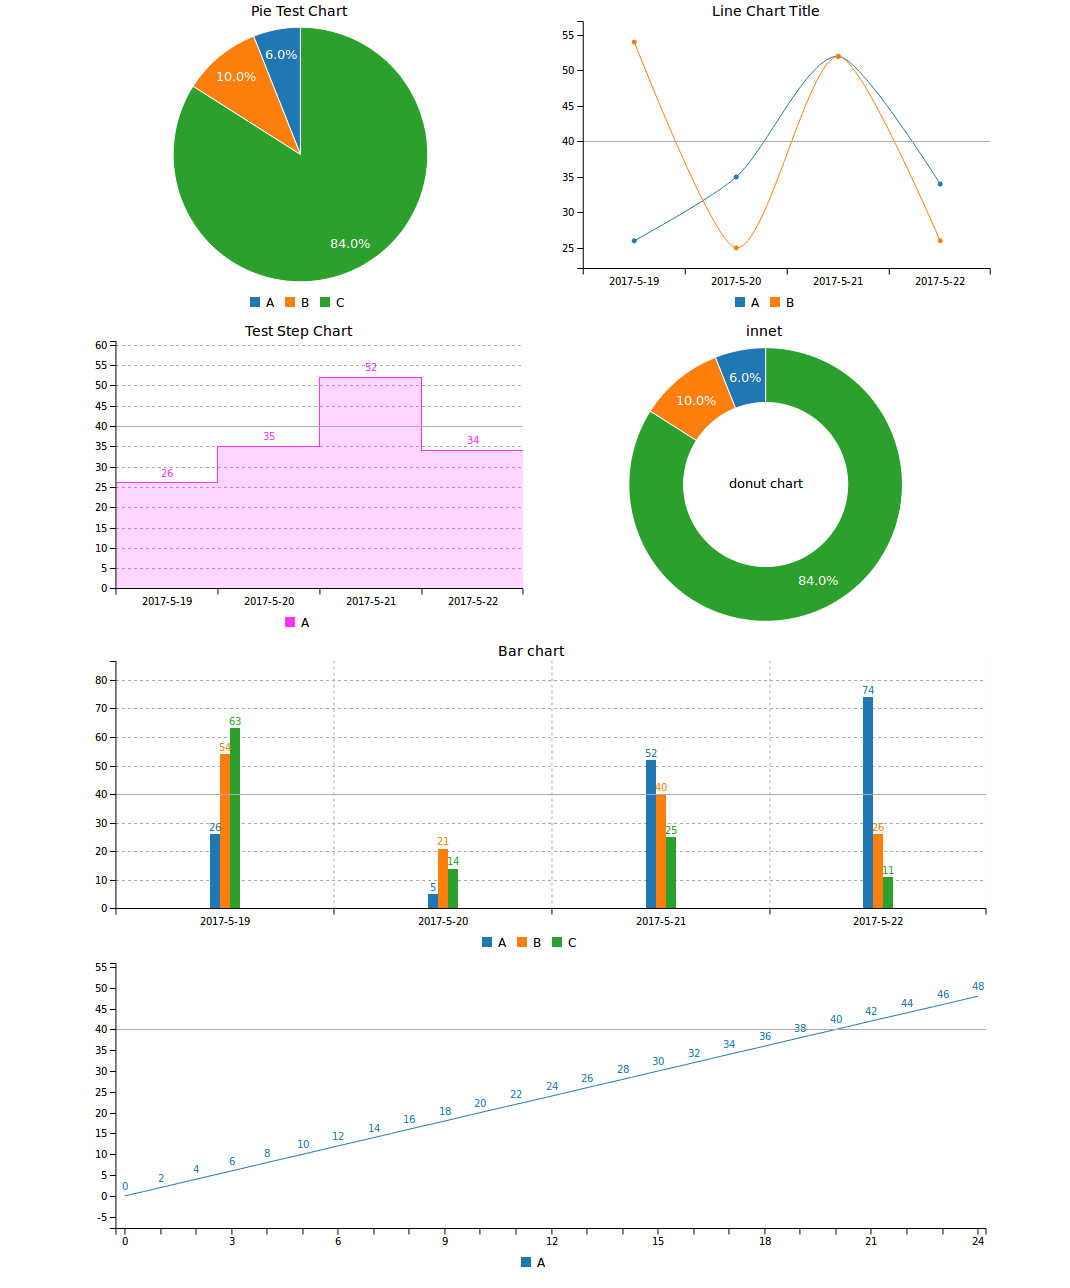 Pie Test Chart
6.0%
10.0%
84.0%
A B C
Line Chart Title
55
50
45
40
35
30
25
2017-5-19 2017-5-20 2017-5-21 2017-5-22
A B
Test Step Chart
60
55
50
45
40
35
30
25
20
15
10
5
0
26 35 52 34
2017-5-19 2017-5-20 2017-5-21 2017-5-22
A
innet
6.0%
10.0%
donut chart
84.0%
Bar chart
80
70
60
50
40
30
20
10
0
26 54 63
5 21 14
52 40 25
74 26 11
2017-5-19 2017-5-20 2017-5-21 2017-5-22
A B C
55
50
45
40
35
30
25
20
15
10
5
0
-5
0 2 4 6 8 10 12 14 16 18 20 22 24 26 28 30 32 34 36 38 40 42 44 46 48
0 3 6 9 12 15 18 21 24
A